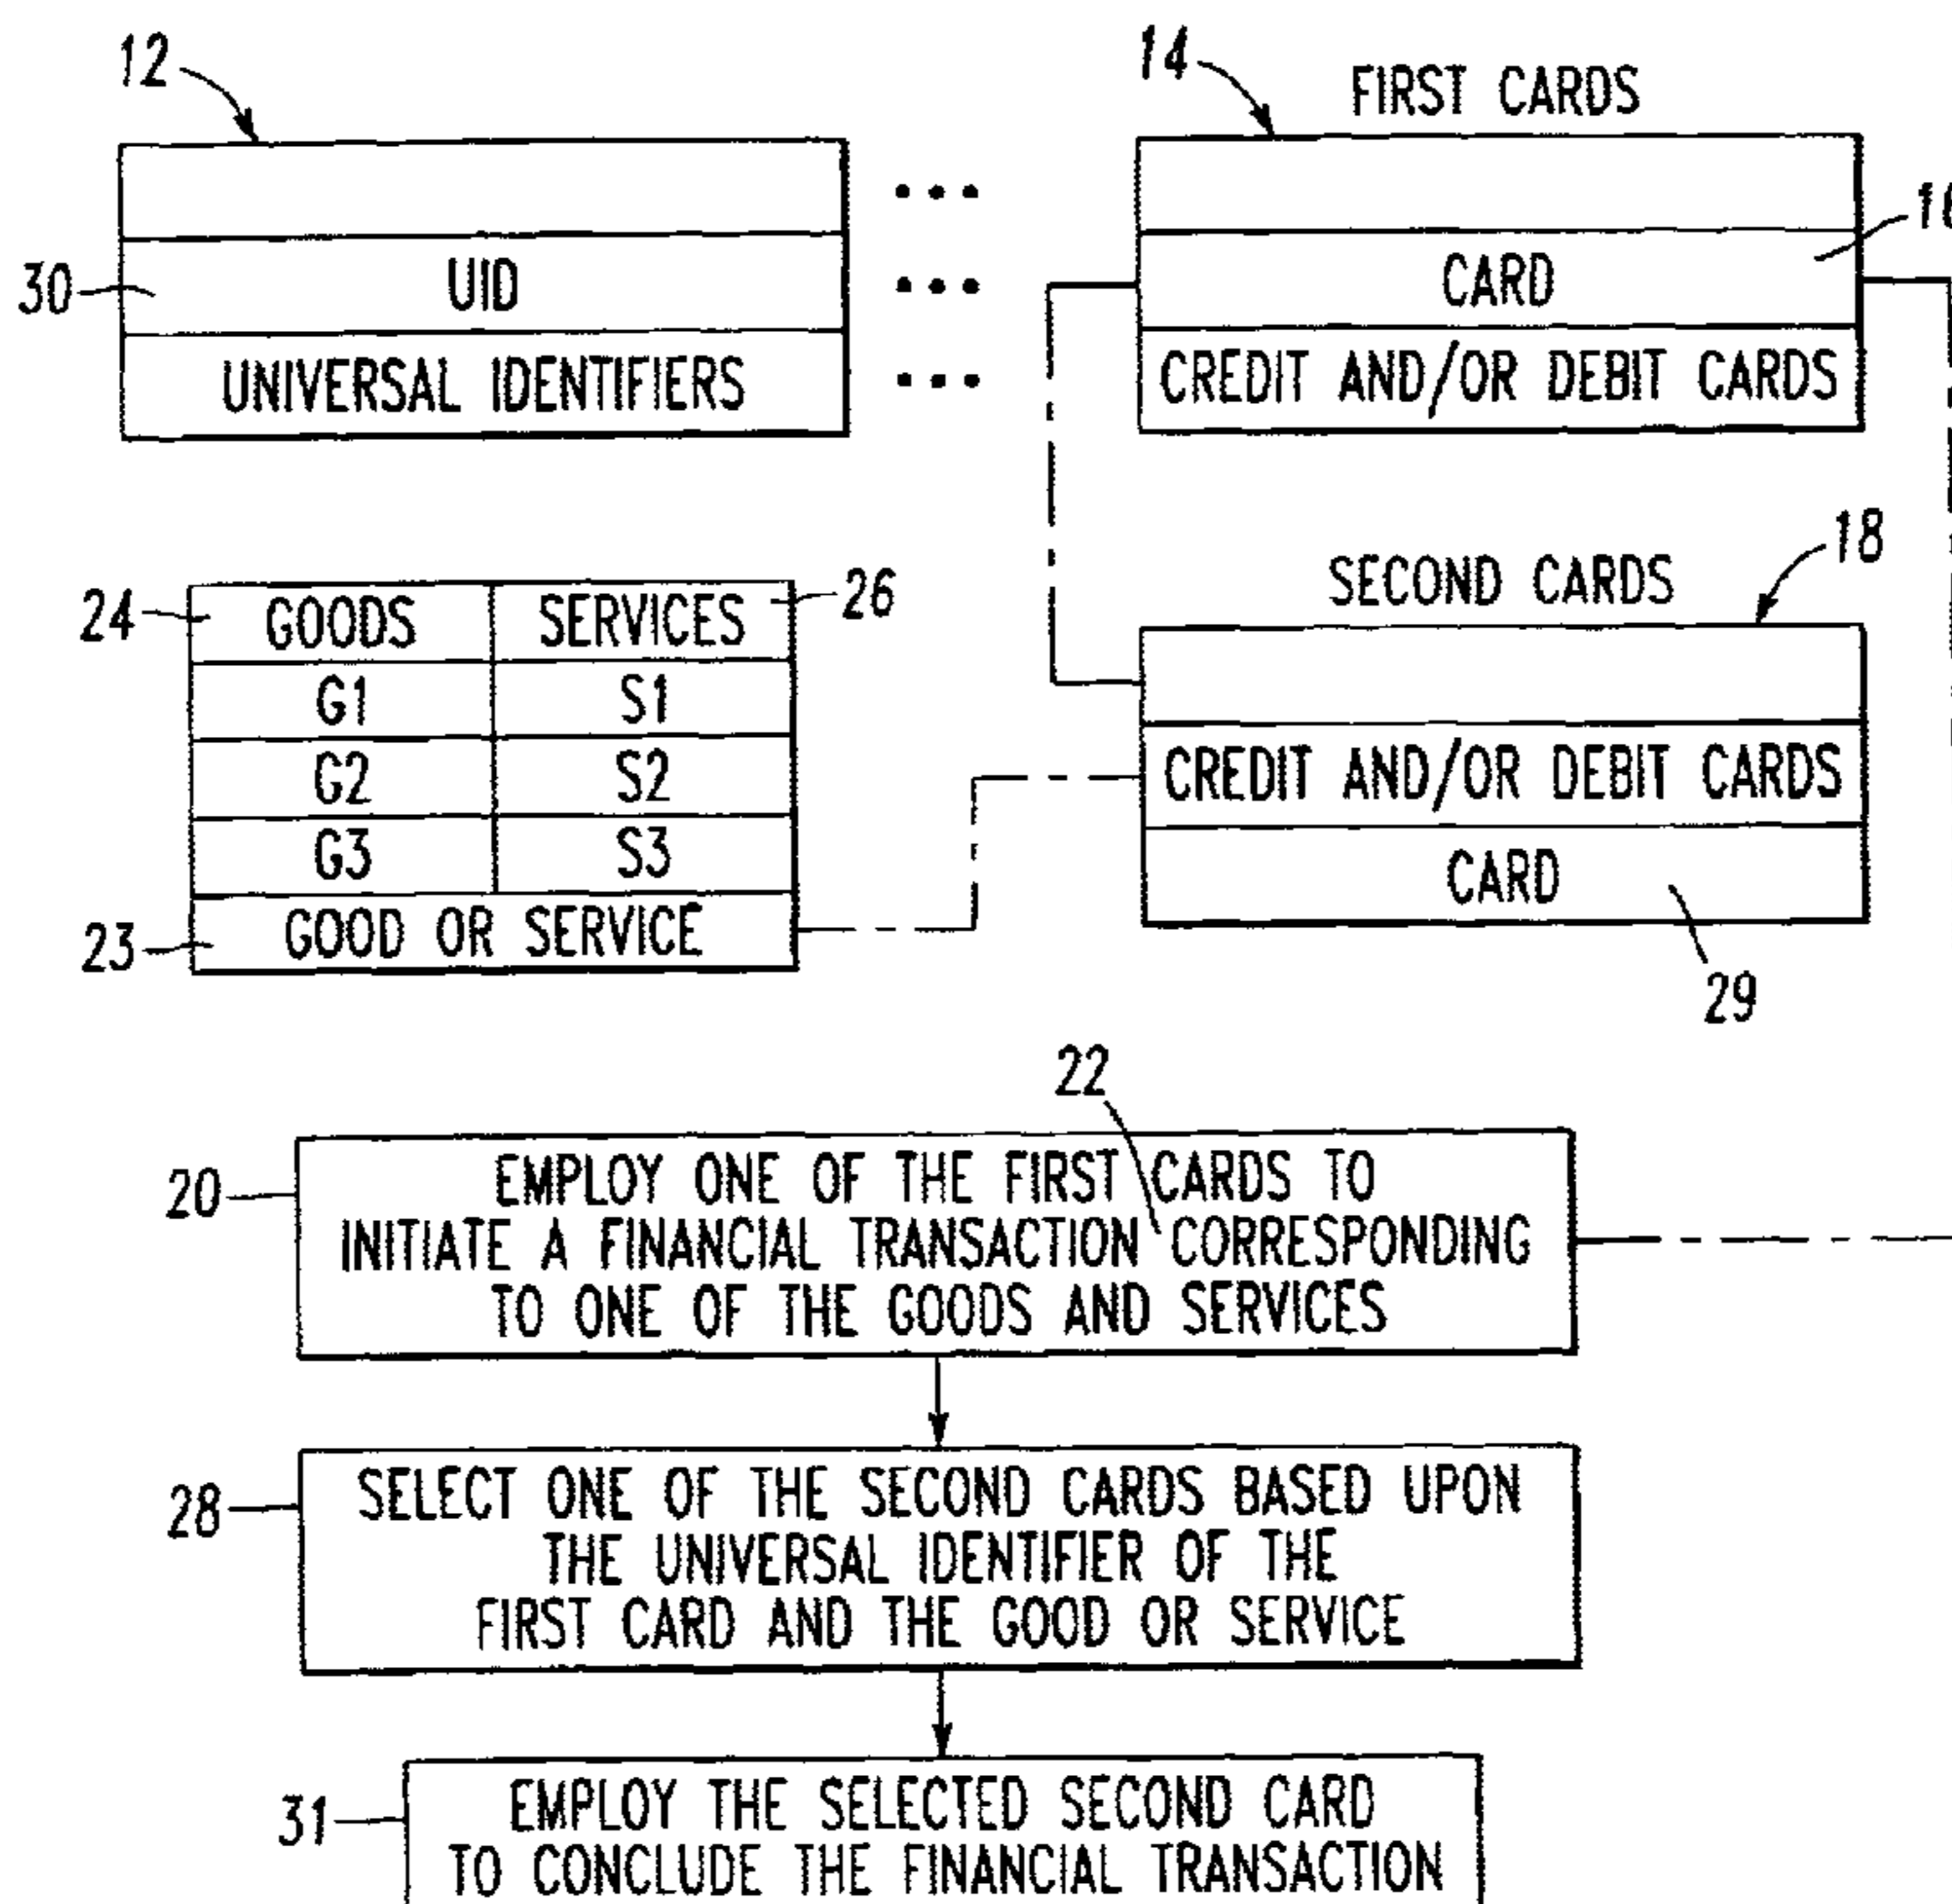 12
14
FIRST CARDS
30
UID
UNIVERSAL IDENTIFIERS
CARD
CREDIT AND/OR DEBIT CARDS
18
SECOND CARDS
24
GOODS
SERVICES
26
G1
S1
G2
S2
G3
S3
23
GOOD OR SERVICE
CREDIT AND/OR DEBIT CARDS
CARD
29
22
20
EMPLOY ONE OF THE FIRST CARDS TO
INITIATE A FINANCIAL TRANSACTION CORRESPONDING
TO ONE OF THE GOODS AND SERVICES
28
SELECT ONE OF THE SECOND CARDS BASED UPON
THE UNIVERSAL IDENTIFIER OF THE
FIRST CARD AND THE GOOD OR SERVICE
31
EMPLOY THE SELECTED SECOND CARD
TO CONCLUDE THE FINANCIAL TRANSACTION